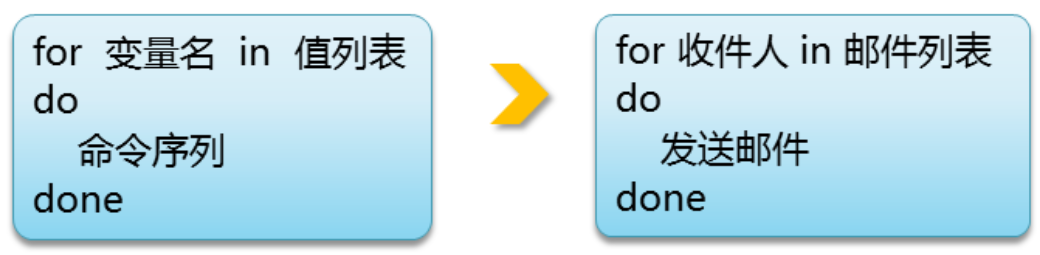 for 变量名 in 值列表
do
命令序列
done
for 收件人 in 邮件列表
do
发送邮件
done